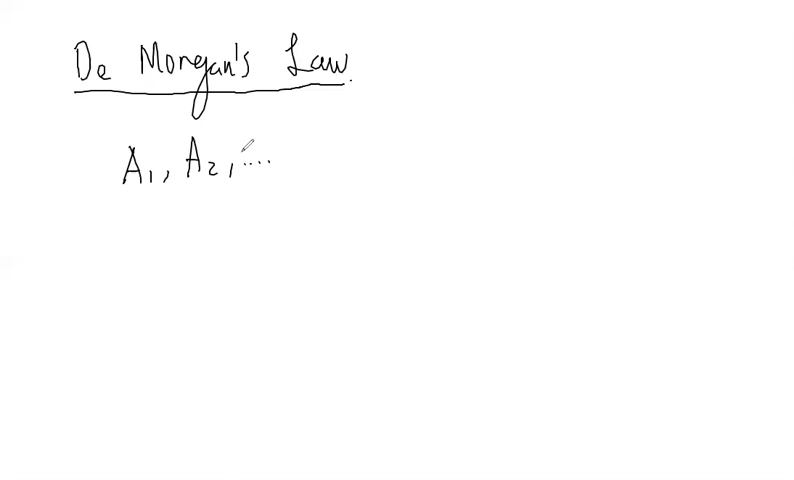 De Morgan's Law.
A₁, A₂, ....